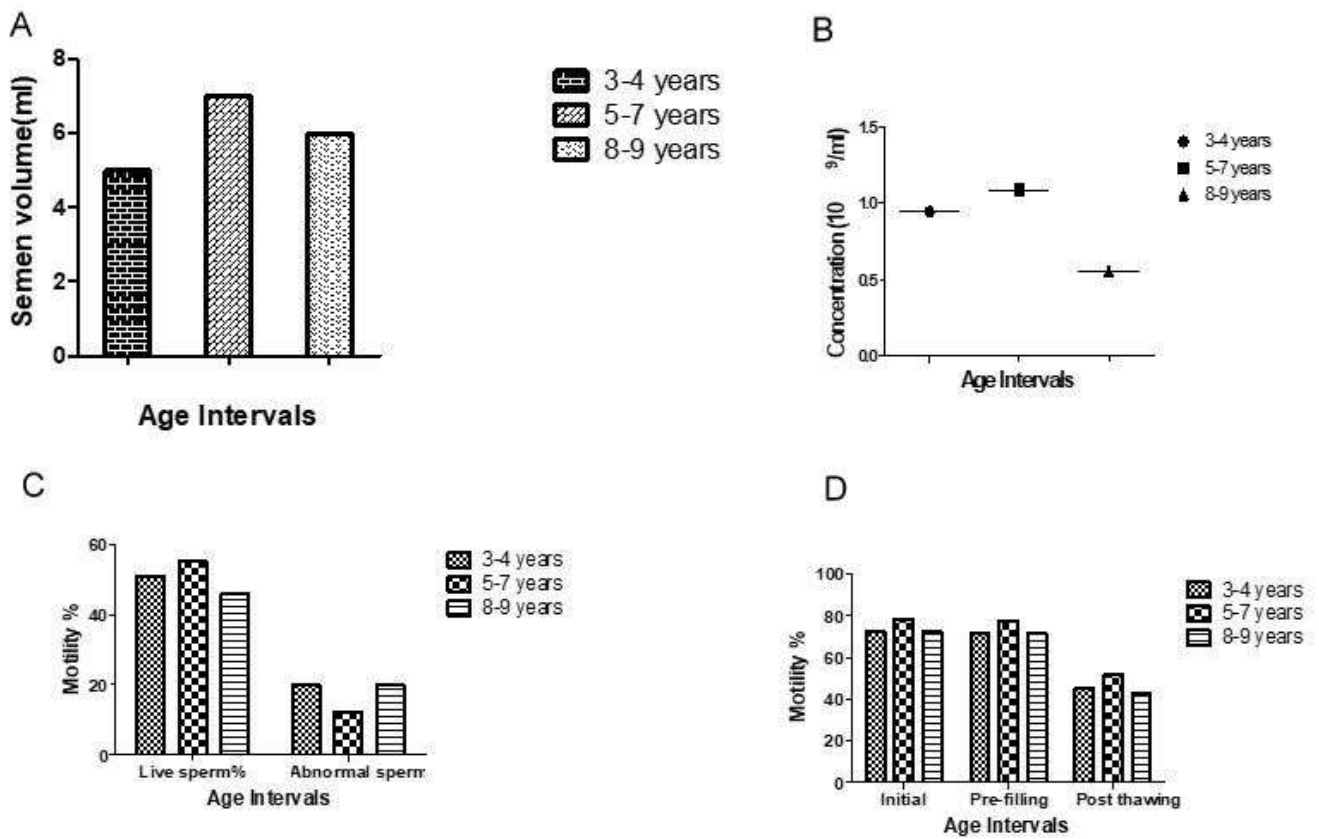 A
Semen volume(ml)
8
6
4
2
0
Age Intervals
3-4 years
5-7 years
8-9 years
B
Concentration (10 9/ml)
1.5
1.0
0.5
0.0
Age Intervals
3-4 years
5-7 years
8-9 years
C
Motility %
60
40
20
0
Live sperm% Abnormal sperm
Age Intervals
3-4 years
5-7 years
8-9 years
D
Motility %
100
80
60
40
20
0
Initial Pre-filling Post thawing
Age Intervals
3-4 years
5-7 years
8-9 years